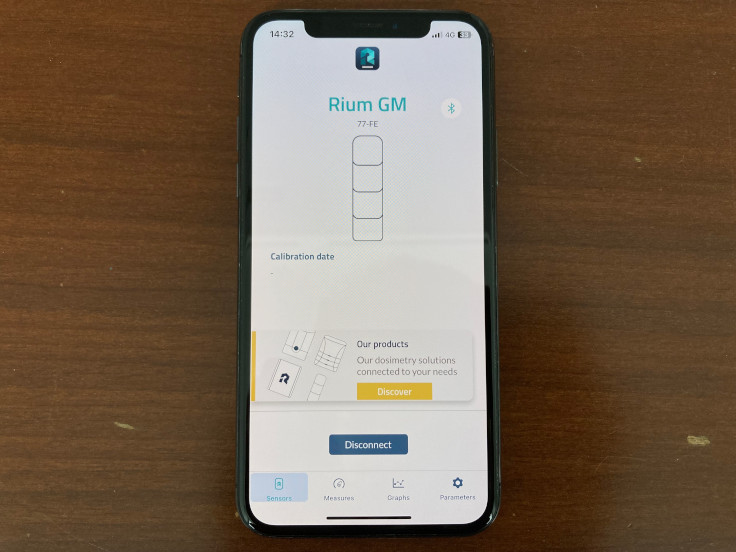 14:32
4G 33
Rium GM
77-FE
Calibration date
-
Our products
Our dosimetry solutions
connected to your needs
Discover
Disconnect
Sensors
Measures
Graphs
Parameters